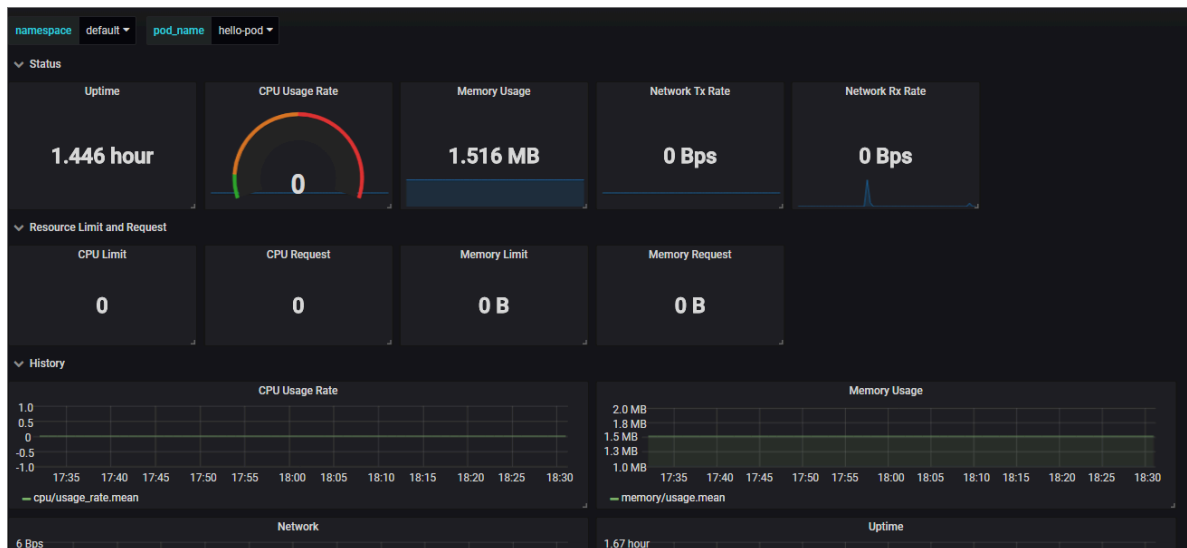 namespace default pod_name hello-pod
Status
Uptime CPU Usage Rate Memory Usage Network Tx Rate Network Rx Rate
1.446 hour 0 1.516 MB 0 Bps 0 Bps
Resource Limit and Request
CPU Limit CPU Request Memory Limit Memory Request
0 0 0 B 0 B
History
CPU Usage Rate
1.0
0.5
0
-0.5
-1.0
17:35 17:40 17:45 17:50 17:55 18:00 18:05 18:10 18:15 18:20 18:25 18:30
cpu/usage_rate.mean
Memory Usage
2.0 MB
1.8 MB
1.5 MB
1.3 MB
1.0 MB
17:35 17:40 17:45 17:50 17:55 18:00 18:05 18:10 18:15 18:20 18:25 18:30
memory/usage.mean
Network
6 Bps
Uptime
1.67 hour